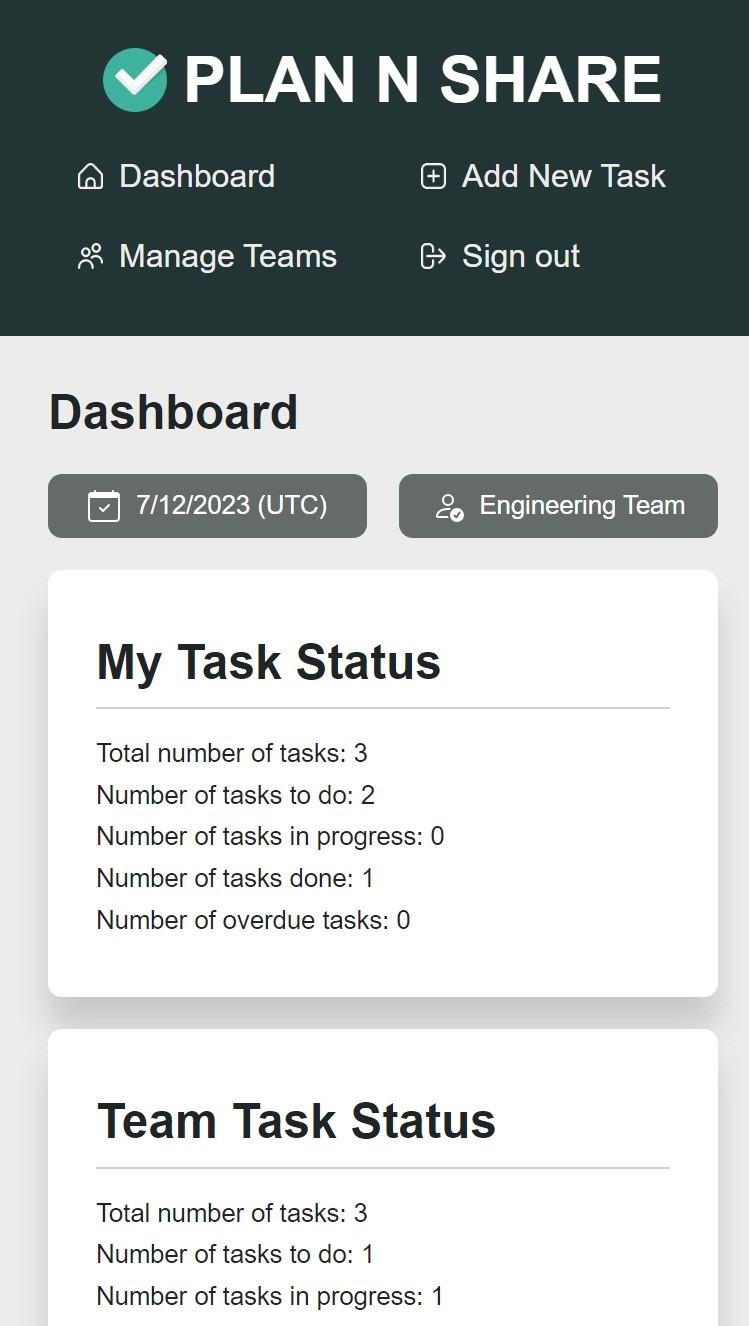 PLAN N SHARE
Dashboard
Add New Task
Manage Teams
Sign out
Dashboard
7/12/2023 (UTC)
Engineering Team
My Task Status
Total number of tasks: 3
Number of tasks to do: 2
Number of tasks in progress: 0
Number of tasks done: 1
Number of overdue tasks: 0
Team Task Status
Total number of tasks: 3
Number of tasks to do: 1
Number of tasks in progress: 1